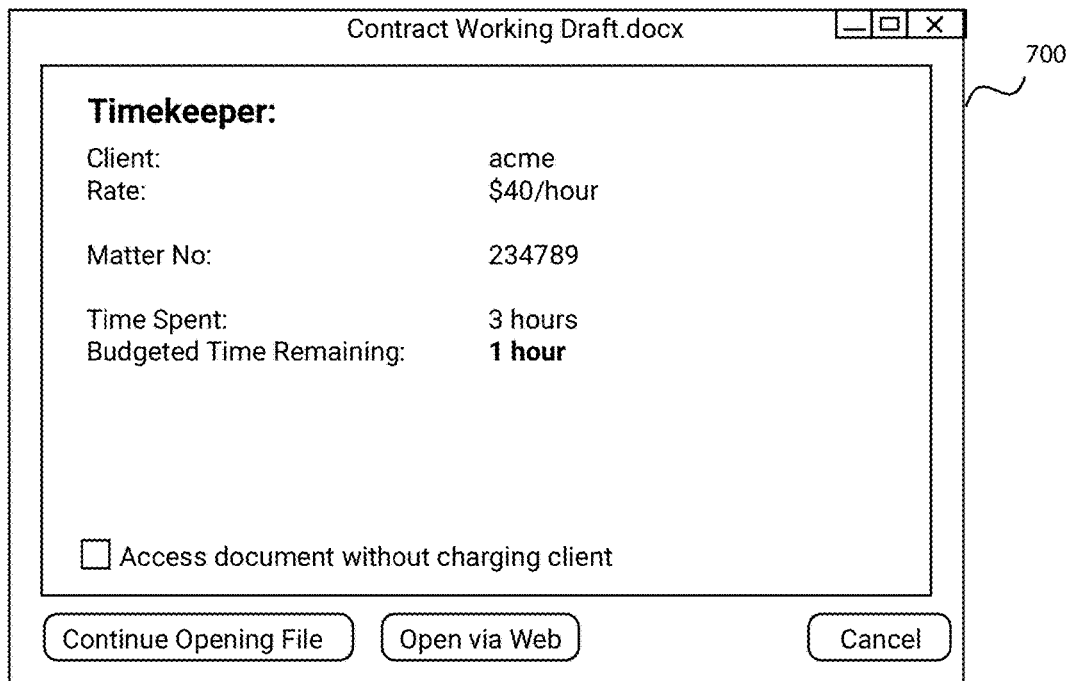 Contract Working Draft.docx
700
Timekeeper:
Client: acme
Rate: $40/hour
Matter No: 234789
Time Spent: 3 hours
Budgeted Time Remaining: 1 hour
Access document without charging client
Continue Opening File Open via Web Cancel